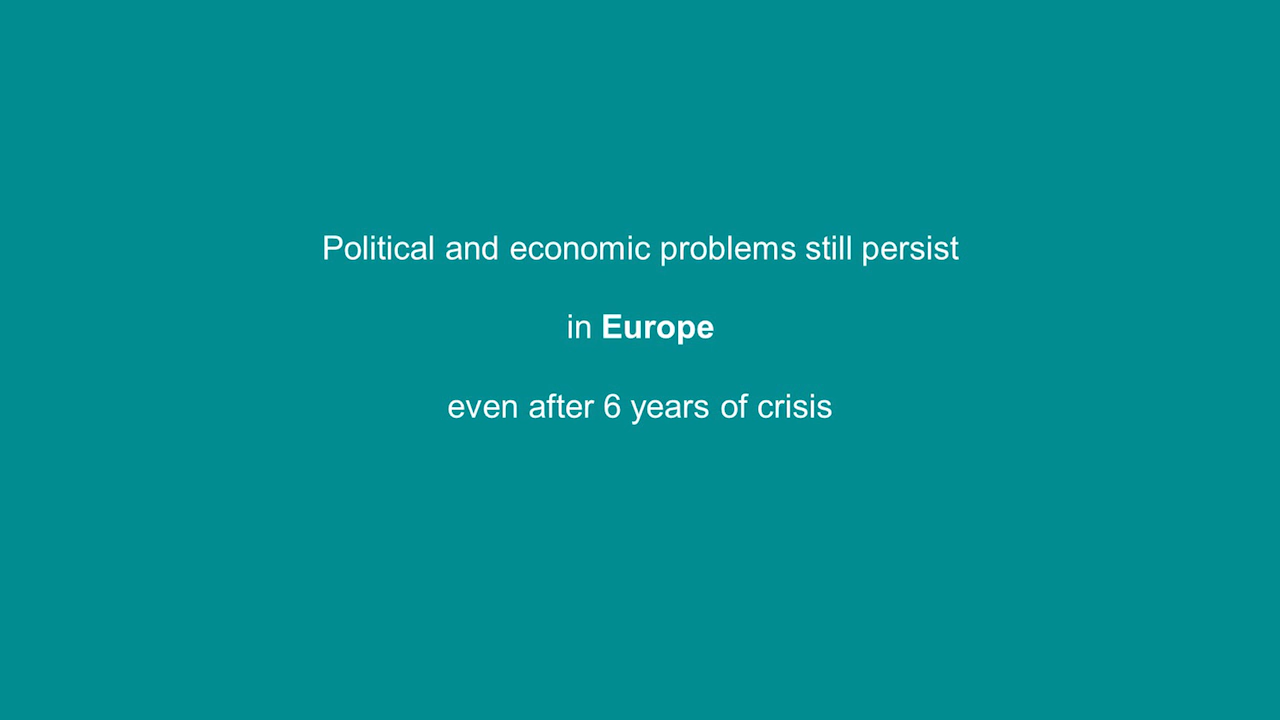 Political and economic problems still persist
in Europe
even after 6 years of crisis